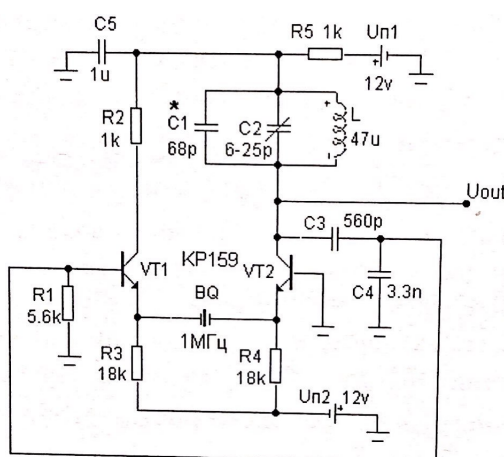 C5
1u
R5 1k
Uп1
12v
R2
1k
*
C1
68p
C2
6-25p
+
L
47u
-
Uout
C3
560p
VT1
КР159
VT2
C4
3.3n
R1
5.6k
BQ
1МГц
R3
18k
R4
18k
Uп2
12v
+